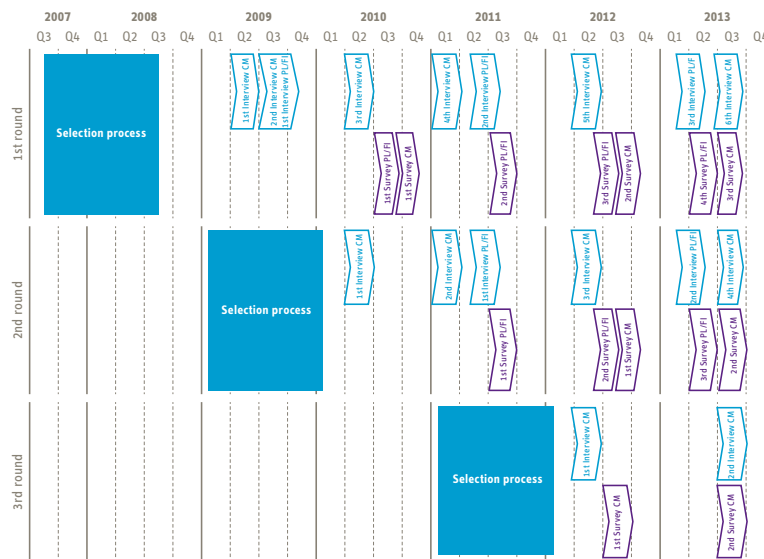 2007 2008 2009 2010 2011 2012 2013
Q3 Q4 Q1 Q2 Q3 Q4 Q1 Q2 Q3 Q4 Q1 Q2 Q3 Q4 Q1 Q2 Q3 Q4 Q1 Q2 Q3 Q4 Q1 Q2 Q3 Q4
1st round
Selection process
1st Interview CM
2nd Interview CM
1st Interview PL/FI
3rd Interview CM
4th Interview CM
2nd Interview PL/FI
5th Interview CM
3rd Interview PL/F
6th Interview CM
1st Survey PL/FI
1st Survey CM
2nd Survey PL/FI
3rd Survey PL/FI
2nd Survey CM
4th Survey PL/FI
3rd Survey CM
2nd round
Selection process
1st Interview CM
2nd Interview CM
1st Interview PL/FI
3rd Interview CM
2nd Interview PL/FI
4th Interview CM
1st Survey PL/FI
2nd Survey PL/FI
1st Survey CM
3rd Survey PL/FI
2nd Survey CM
3rd round
Selection process
1st Interview CM
2nd Interview CM
1st Survey CM
2nd Survey CM